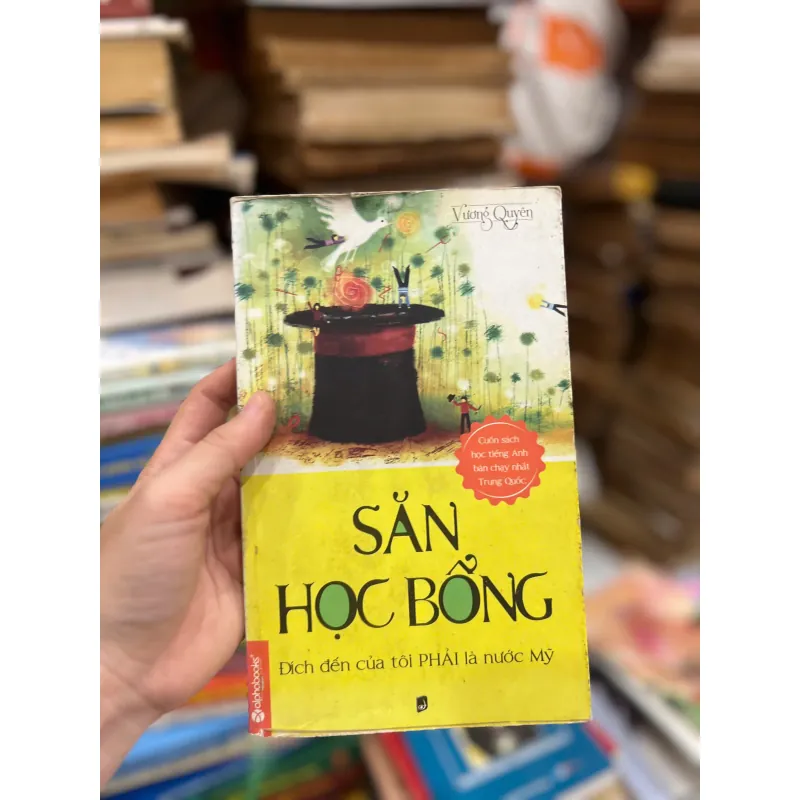 Vương Quyên
Cuốn sách
học tiếng Anh
bán chạy nhất
Trung Quốc
SĂN
HỌC BỔNG
Đích đến của tôi PHẢI là nước Mỹ
alphabooks